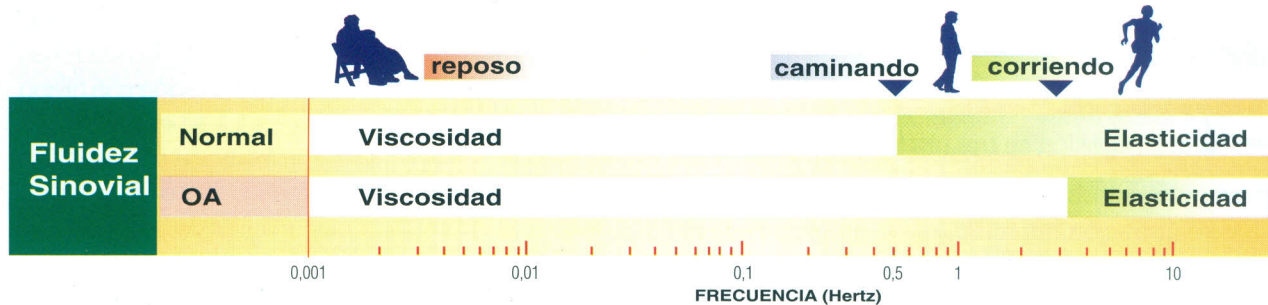 reposo
caminando
corriendo
Fluidez
Sinovial
Normal
Viscosidad
Elasticidad
OA
Viscosidad
Elasticidad
0,001
0,01
0,1
0,5
1
10
FRECUENCIA (Hertz)